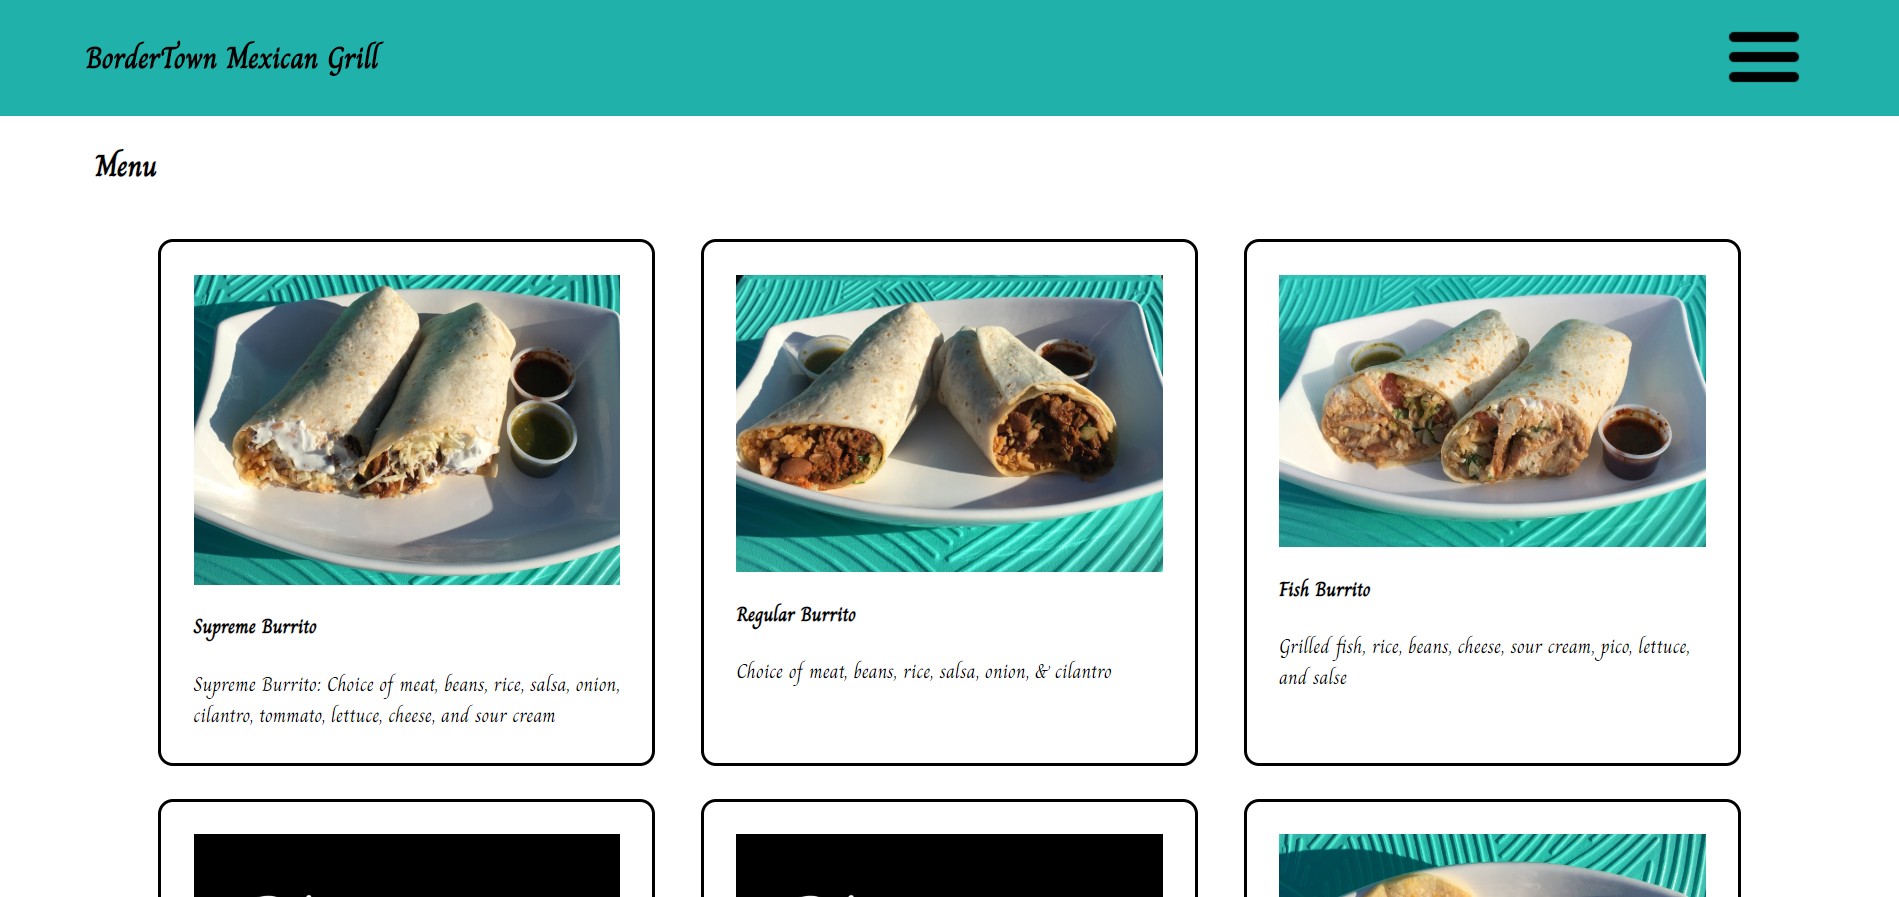 BorderTown Mexican Grill
Menu
Supreme Burrito
Supreme Burrito: Choice of meat, beans, rice, salsa, onion,
cilantro, tommato, lettuce, cheese, and sour cream
Regular Burrito
Choice of meat, beans, rice, salsa, onion, & cilantro
Fish Burrito
Grilled fish, rice, beans, cheese, sour cream, pico, lettuce,
and salse